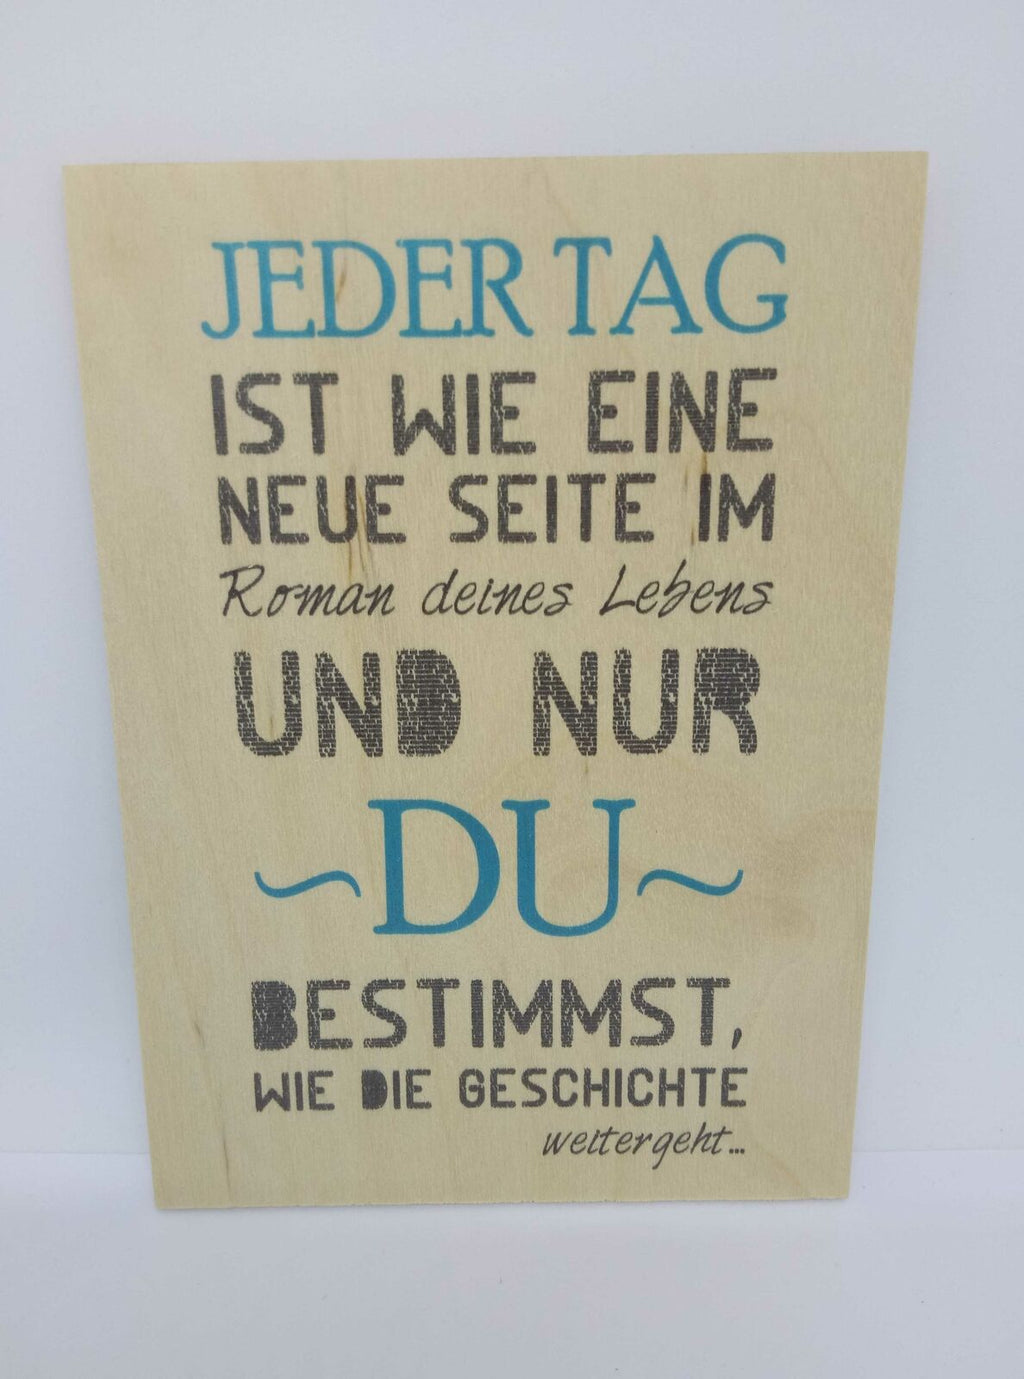 JEDER TAG
IST WIE EINE
NEUE SEITE IM
Roman deines Lebens
UND NUR
~DU~
BESTIMMST,
WIE DIE GESCHICHTE
weitergeht...